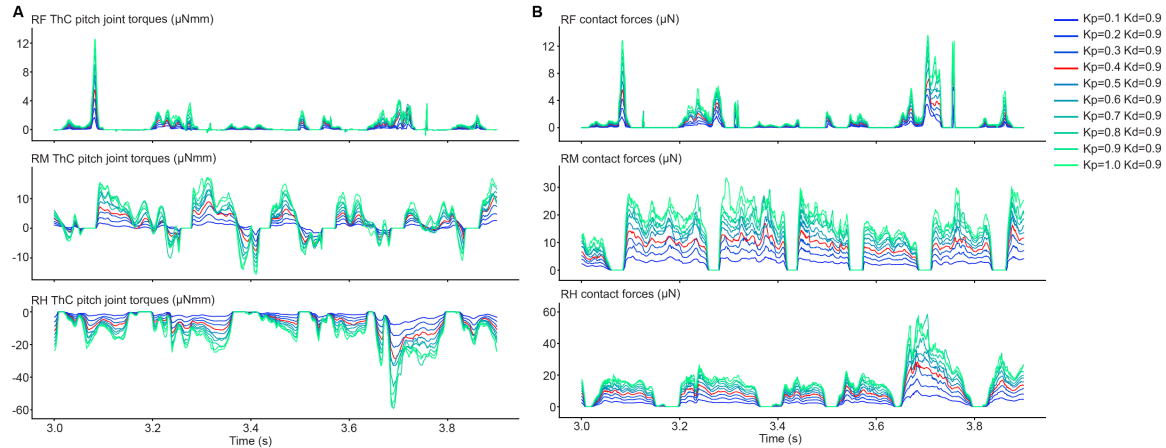 A
RF ThC pitch joint torques (µNmm)
12
8
4
0
RM ThC pitch joint torques (µNmm)
10
0
-10
RH ThC pitch joint torques (µNmm)
0
-20
-40
-60
3.0 3.2 3.4 3.6 3.8
Time (s)
B
RF contact forces (µN)
12
8
4
0
RM contact forces (µN)
30
20
10
0
RH contact forces (µN)
60
40
20
0
3.0 3.2 3.4 3.6 3.8
Time (s)
Kp=0.1 Kd=0.9
Kp=0.2 Kd=0.9
Kp=0.3 Kd=0.9
Kp=0.4 Kd=0.9
Kp=0.5 Kd=0.9
Kp=0.6 Kd=0.9
Kp=0.7 Kd=0.9
Kp=0.8 Kd=0.9
Kp=0.9 Kd=0.9
Kp=1.0 Kd=0.9